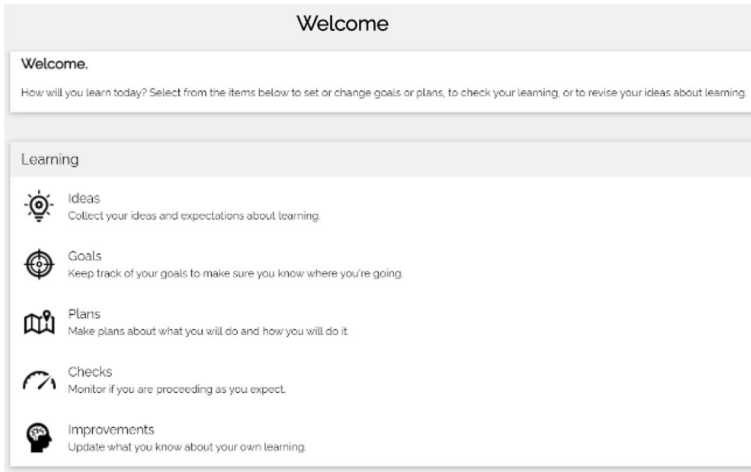 Welcome
Welcome.
How will you learn today? Select from the items below to set or change goals or plans, to check your learning, or to revise your ideas about learning.
Learning
Ideas
Collect your ideas and expectations about learning.
Goals
Keep track of your goals to make sure you know where you're going.
Plans
Make plans about what you will do and how you will do it.
Checks
Monitor if you are proceeding as you expect.
Improvements
Update what you know about your own learning.